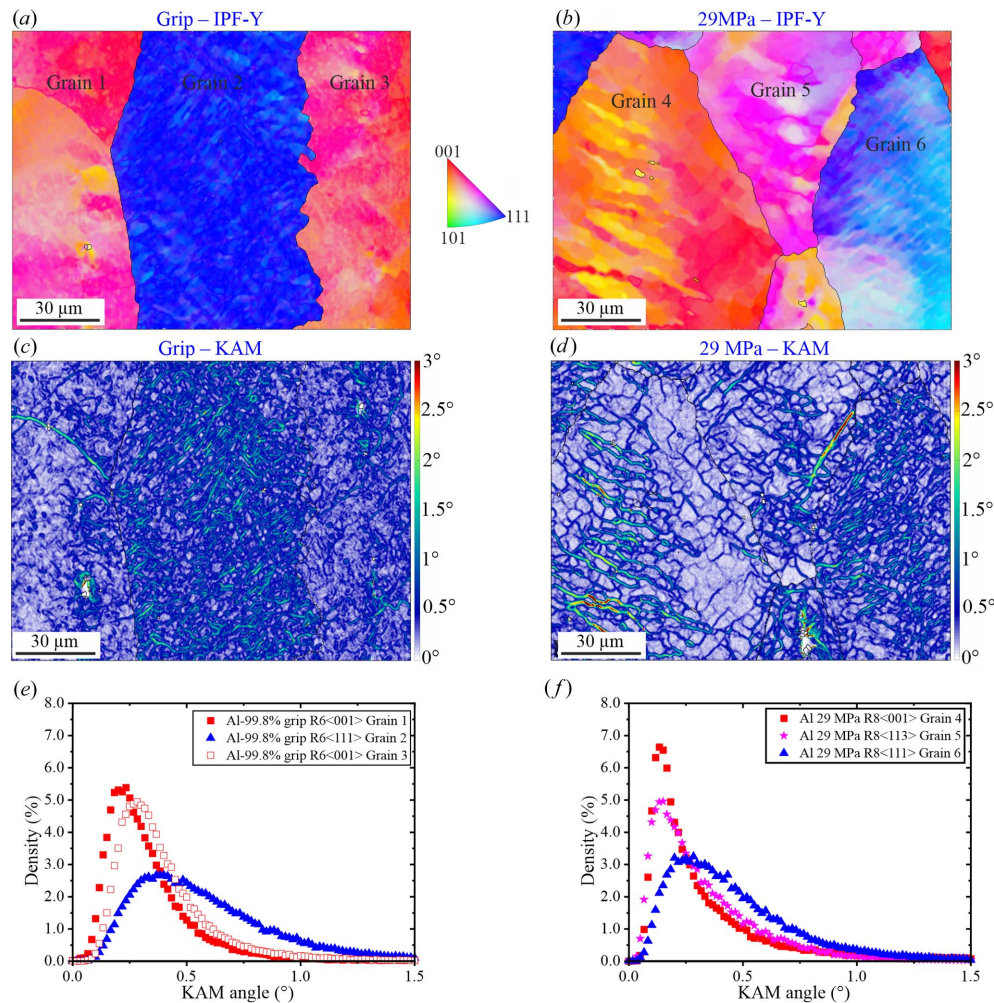 (a) Grip – IPF-Y
Grain 1
Grain 2
Grain 3
30 µm
001
101
111
(b) 29MPa – IPF-Y
Grain 4
Grain 5
Grain 6
30 µm
(c) Grip – KAM
30 µm
3°
2.5°
2°
1°
0.5°
0°
(d) 29 MPa – KAM
30 µm
3°
2.5°
2°
1°
0.5°
0°
(e)
8.0
7.0
6.0
5.0
4.0
3.0
2.0
1.0
0.0
Density (%)
Al-99.8% grip R6<001> Grain 1
Al-99.8% grip R6<111> Grain 2
Al-99.8% grip R6<001> Grain 3
0.0 0.5 1.0 1.5
KAM angle (°)
(f)
8.0
7.0
6.0
5.0
4.0
3.0
2.0
1.0
0.0
Density (%)
Al 29 MPa R8<001> Grain 4
Al 29 MPa R8<113> Grain 5
Al 29 MPa R8<111> Grain 6
0.0 0.5 1.0 1.5
KAM angle (°)